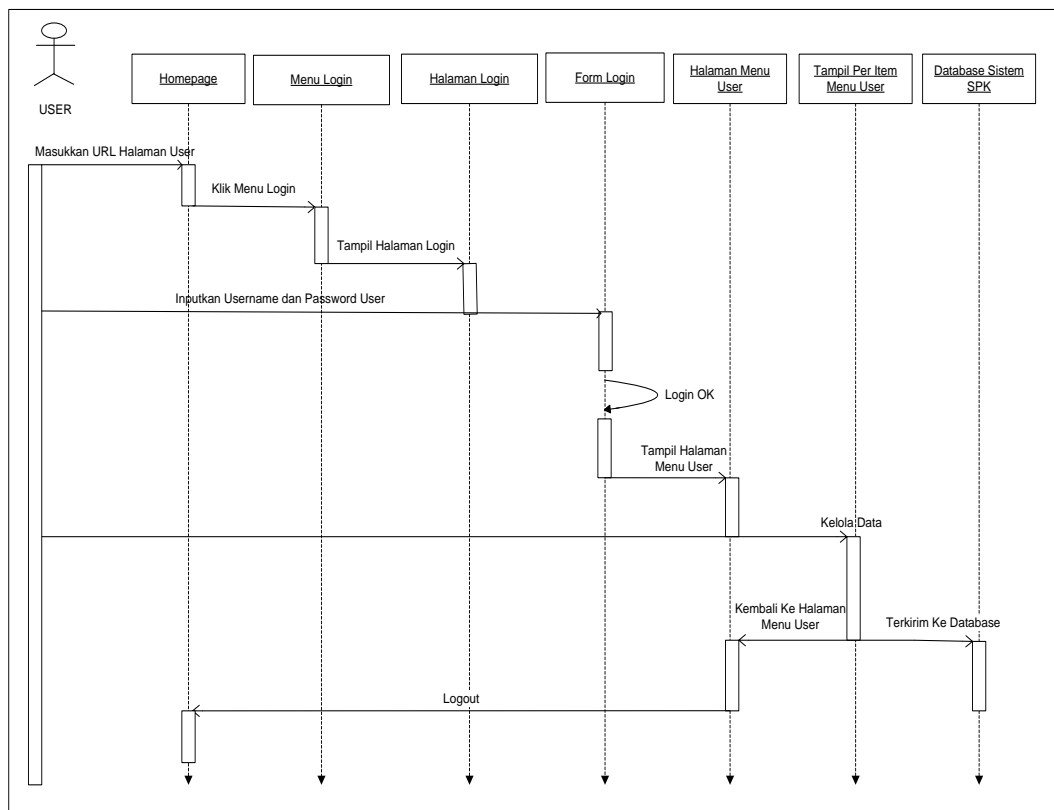 USER
Homepage
Menu Login
Halaman Login
Form Login
Halaman Menu
User
Tampil Per Item
Menu User
Database Sistem
SPK
Masukkan URL Halaman User
Klik Menu Login
Tampil Halaman Login
Inputkan Username dan Password User
Login OK
Tampil Halaman
Menu User
Kelola Data
Kembali Ke Halaman
Menu User
Terkirim Ke Database
Logout